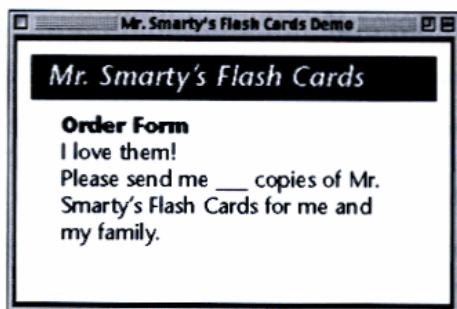 Mr. Smarty's Flash Cards Demo
Mr. Smarty's Flash Cards
Order Form
I love them!
Please send me ___ copies of Mr.
Smarty's Flash Cards for me and
my family.